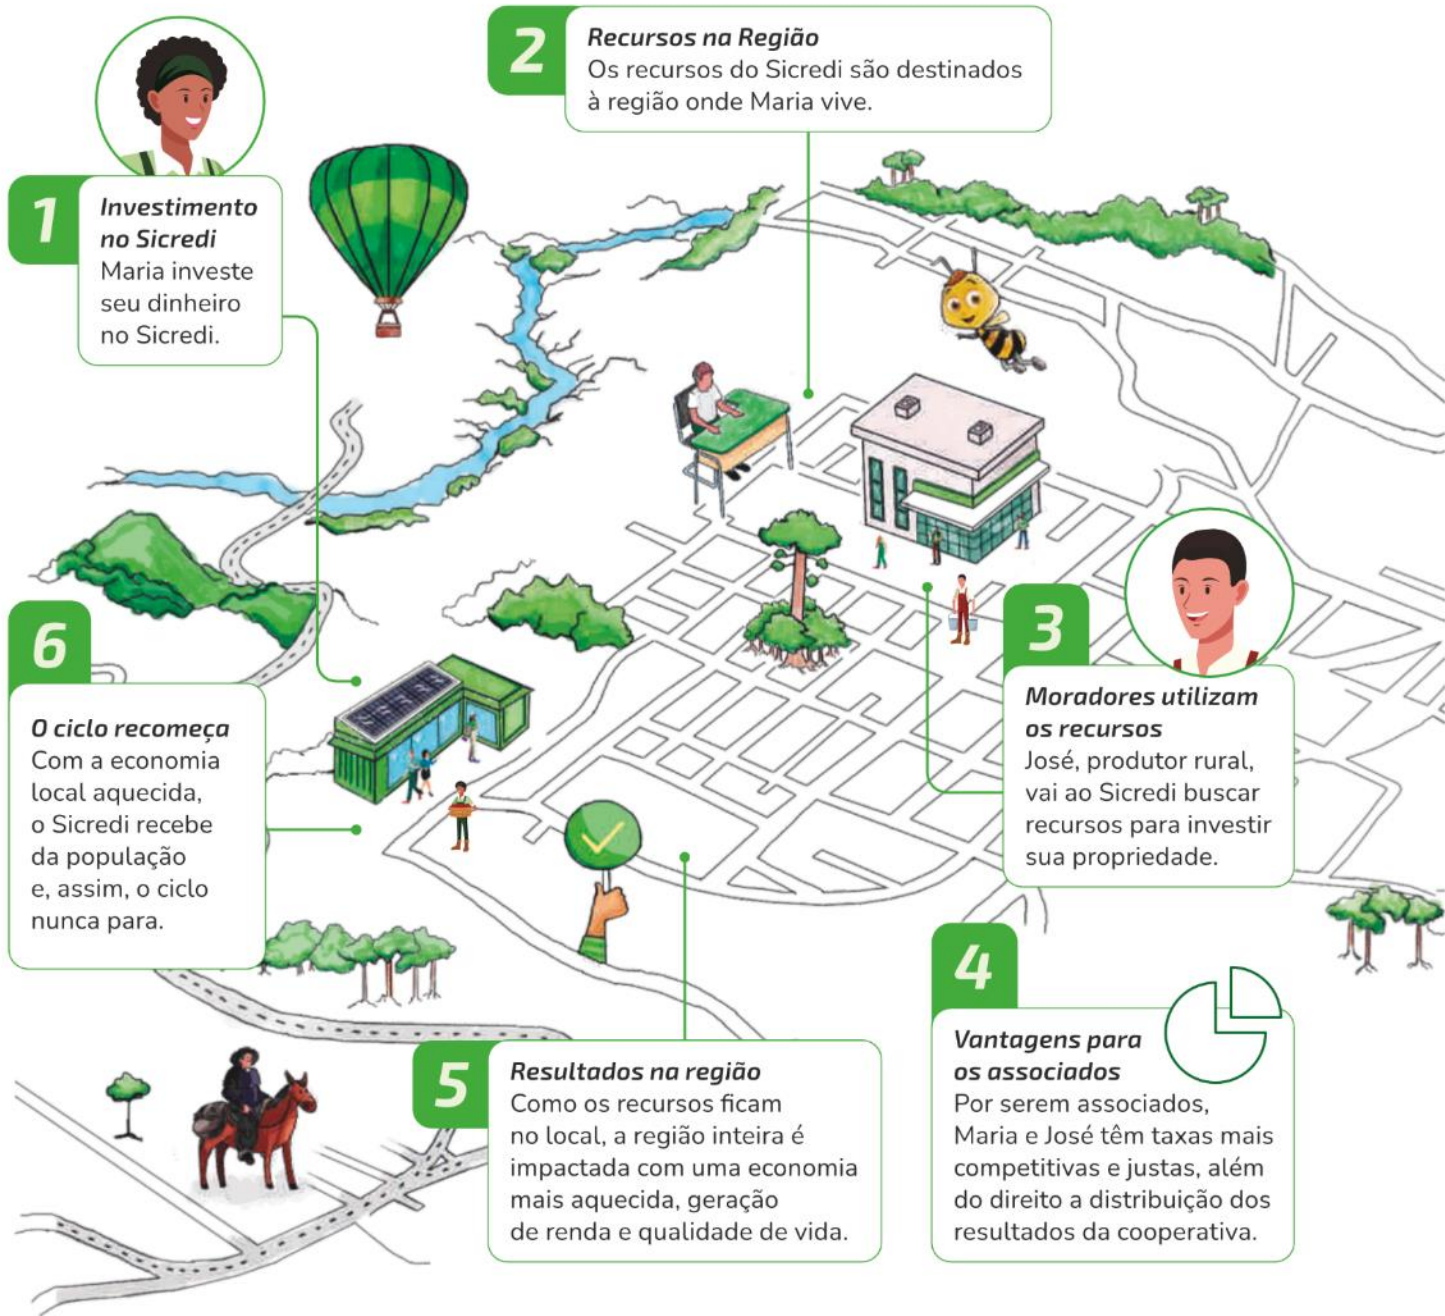 1
Investimento
no Sicredi
Maria investe
seu dinheiro
no Sicredi.
2
Recursos na Região
Os recursos do Sicredi são destinados
à região onde Maria vive.
3
Moradores utilizam
os recursos
José, produtor rural,
vai ao Sicredi buscar
recursos para investir
sua propriedade.
4
Vantagens para
os associados
Por serem associados,
Maria e José têm taxas mais
competitivas e justas, além
do direito a distribuição dos
resultados da cooperativa.
5
Resultados na região
Como os recursos ficam
no local, a região inteira é
impactada com uma economia
mais aquecida, geração
de renda e qualidade de vida.
6
O ciclo recomeça
Com a economia
local aquecida,
o Sicredi recebe
da população
e, assim, o ciclo
nunca para.